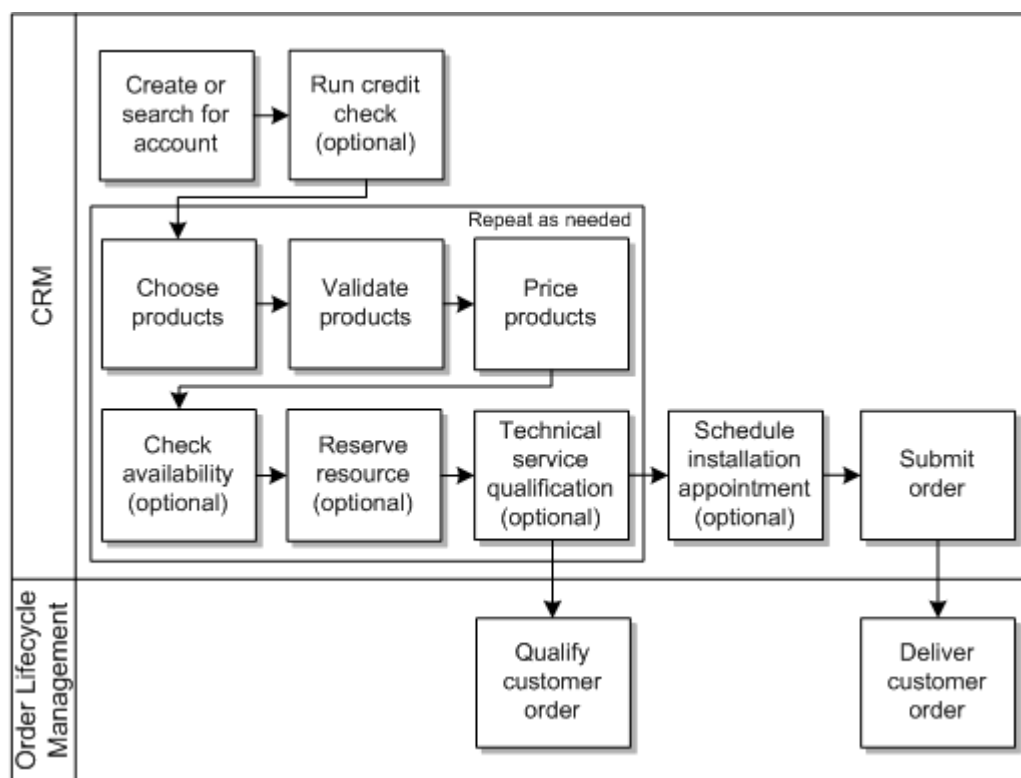 CRM
Create or
search for
account
Run credit
check
(optional)
Repeat as needed
Choose
products
Validate
products
Price
products
Check
availability
(optional)
Reserve
resource
(optional)
Technical
service
qualification
(optional)
Schedule
installation
appointment
(optional)
Submit
order
Order Lifecycle
Management
Qualify
customer
order
Deliver
customer
order